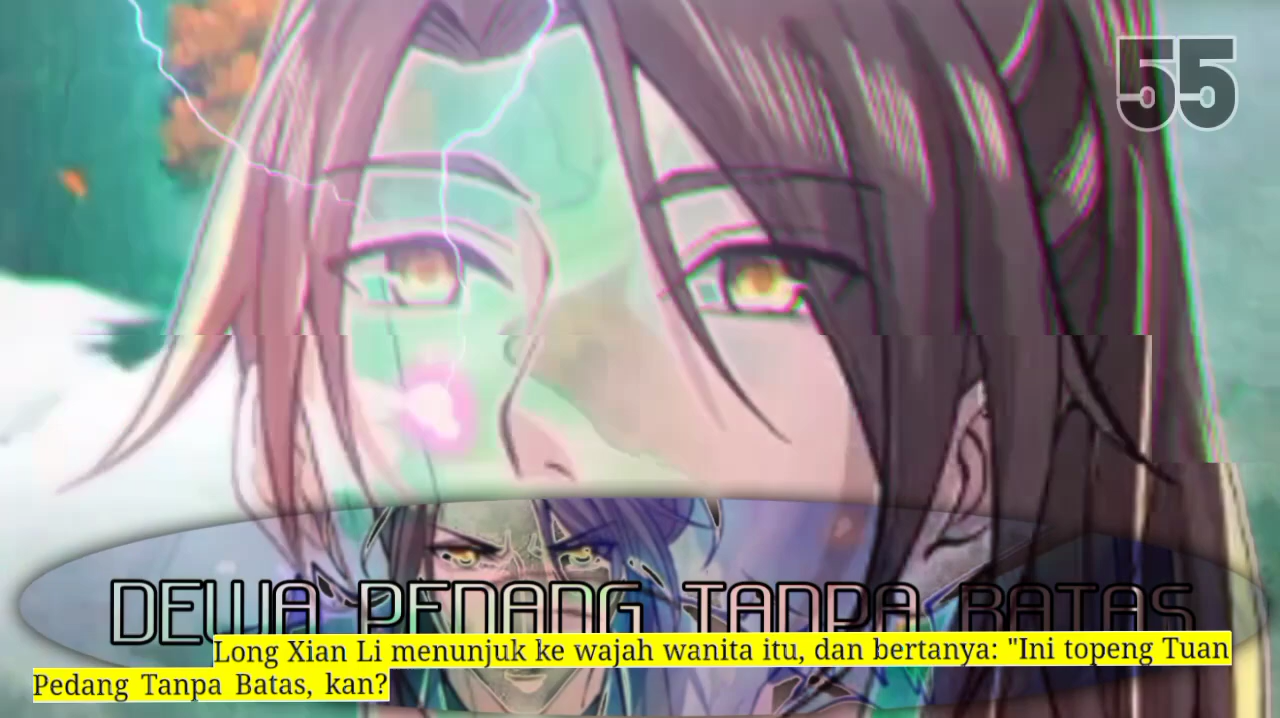 55
DEWA PEDANG TANPA BATAS
Long Xian Li menunjuk ke wajah wanita itu, dan bertanya: "Ini topeng Tuan
Pedang Tanpa Batas, kan?